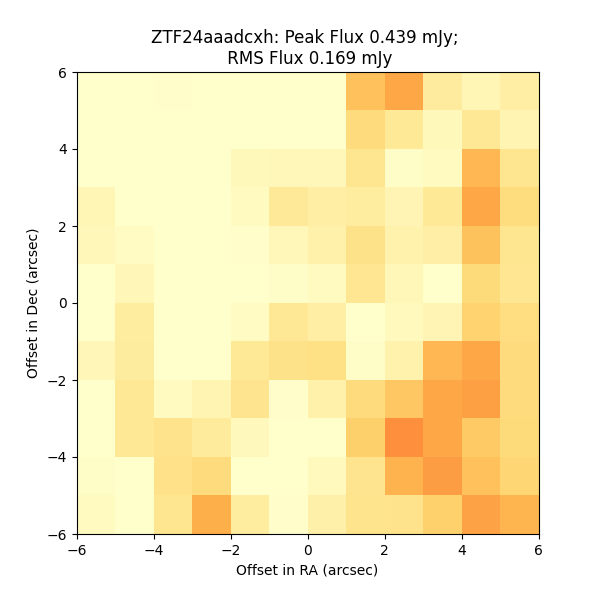 ZTF24aaadcxh: Peak Flux 0.439 mJy;
RMS Flux 0.169 mJy
6
4
2
0
−2
−4
−6
Offset in Dec (arcsec)
−6 −4 −2 0 2 4 6
Offset in RA (arcsec)